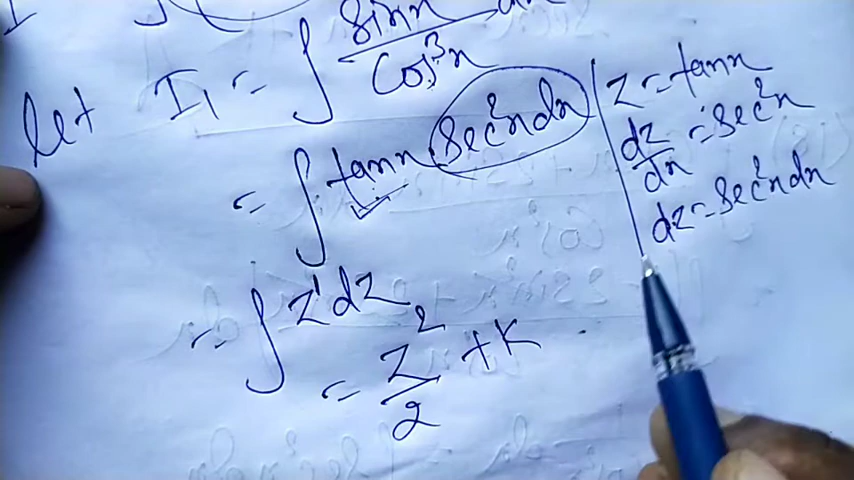 I
let I₁ = ∫ sinx/cos³x dx
= ∫ tanx sec²x dx
= ∫ z¹ dz
= z²/2 + K
z = tanx
dz/dx = sec²x
dz = sec²x dx